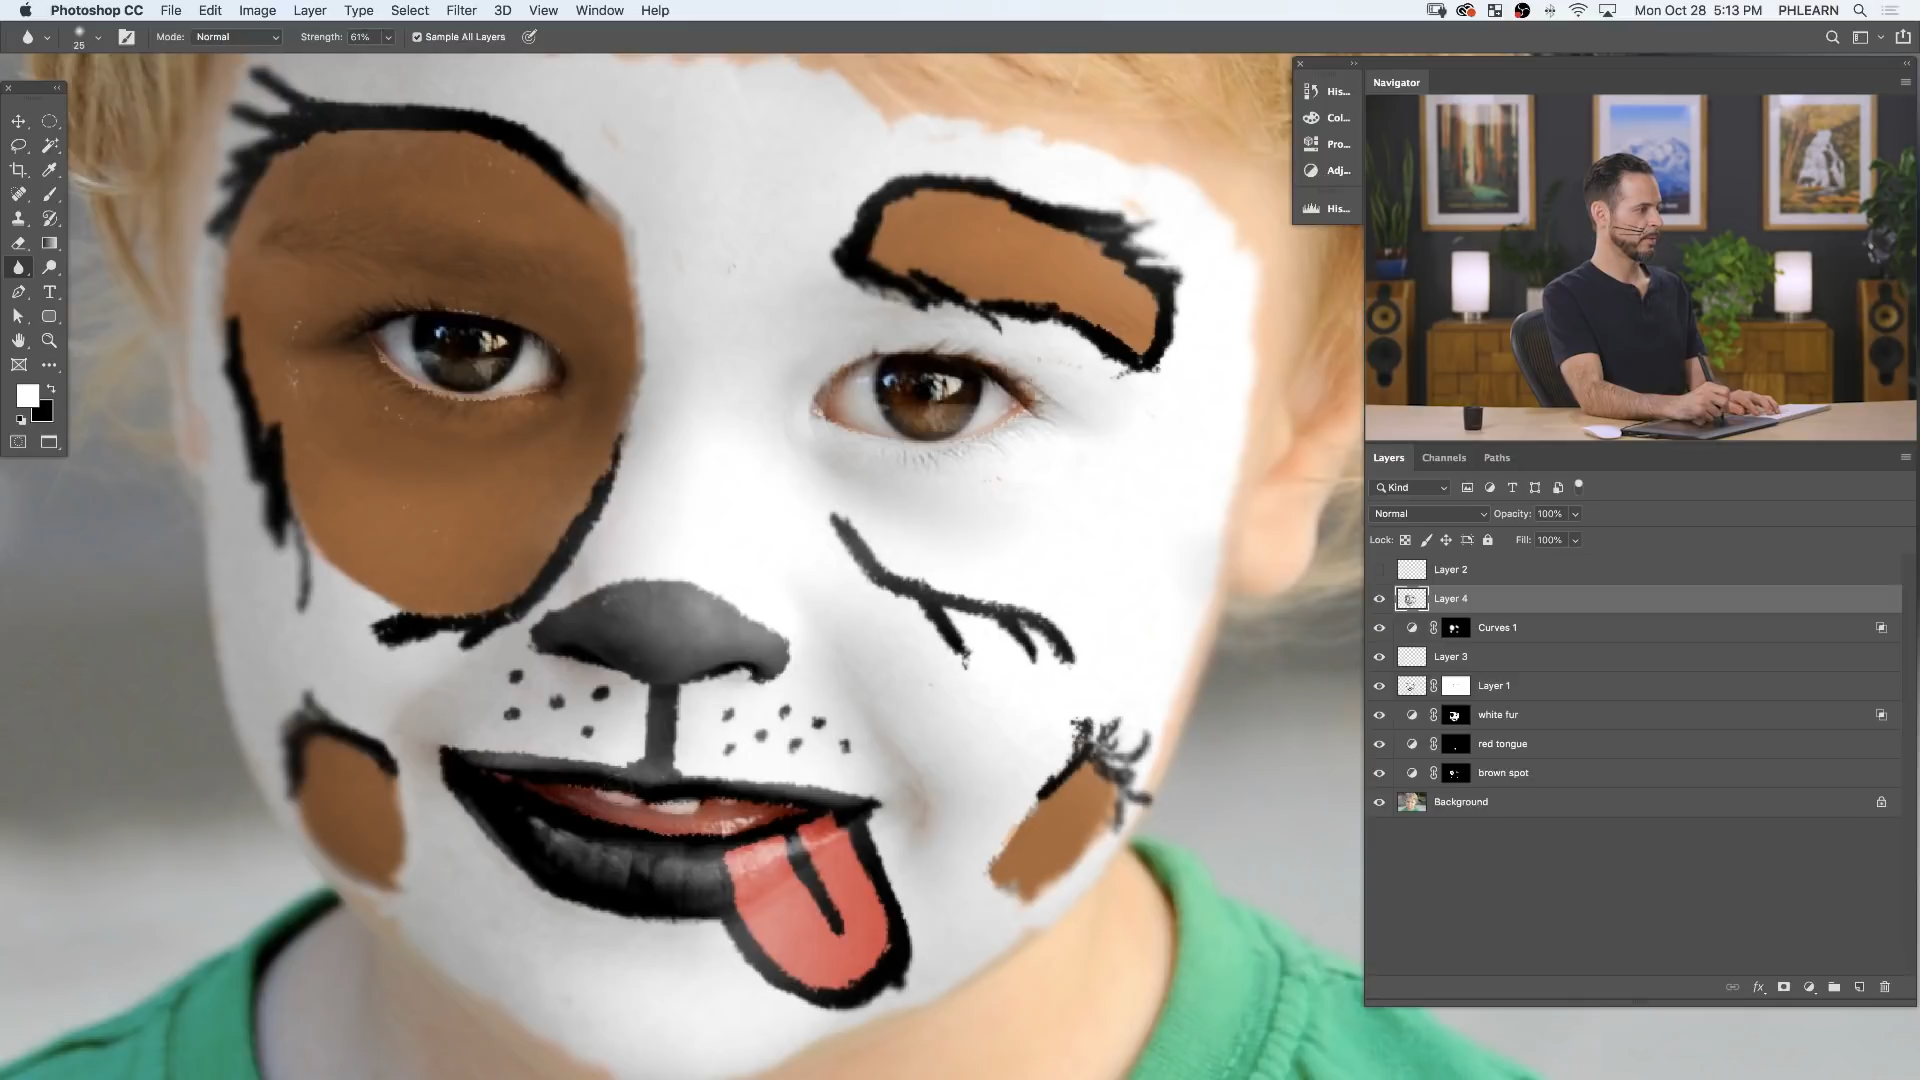 Photoshop CC File Edit Image Layer Type Select Filter 3D View Window Help Mon Oct 28 5:13 PM PHLEARN
25 Mode: Normal Strength: 61% Sample All Layers
His...
Col...
Pro...
Adj...
His...
Navigator
Layers Channels Paths
Kind
Normal Opacity: 100%
Lock: Fill: 100%
Layer 2
Layer 4
Curves 1
Layer 3
Layer 1
white fur
red tongue
brown spot
Background
fx